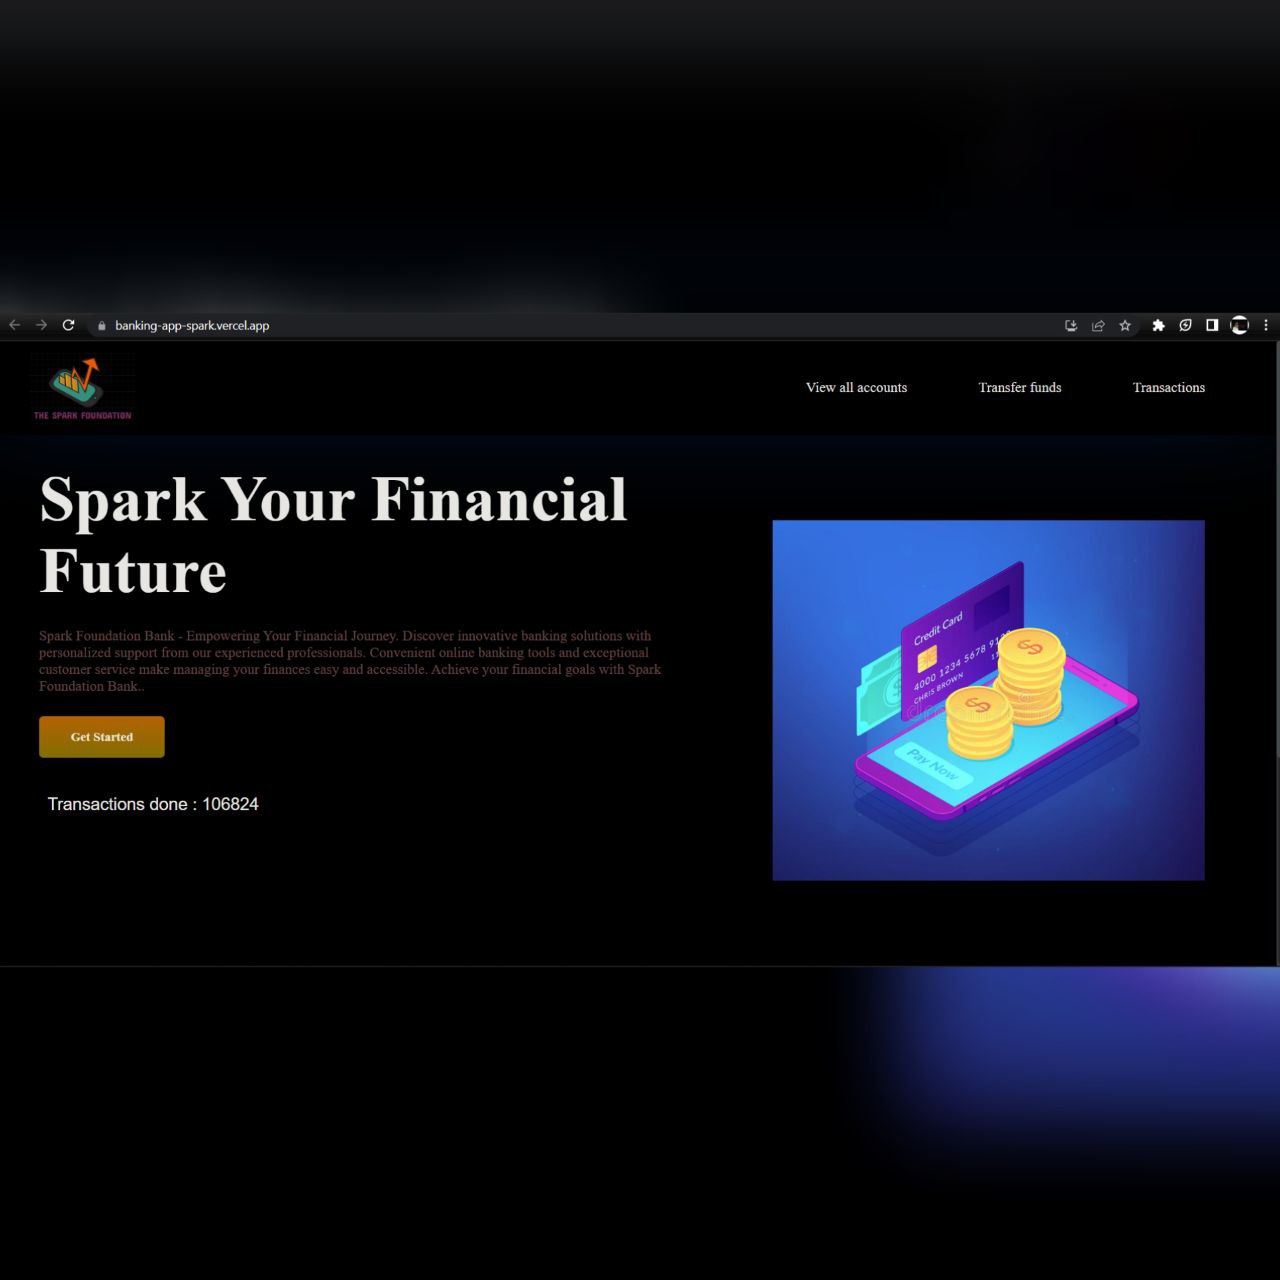 banking-app-spark.vercel.app
THE SPARK FOUNDATION
View all accounts
Transfer funds
Transactions
Spark Your Financial
Future
Spark Foundation Bank - Empowering Your Financial Journey. Discover innovative banking solutions with
personalized support from our experienced professionals. Convenient online banking tools and exceptional
customer service make managing your finances easy and accessible. Achieve your financial goals with Spark
Foundation Bank..
Get Started
Transactions done : 106824
Credit Card
4000 1234 5678
CHRIS BROWN
Pay Now